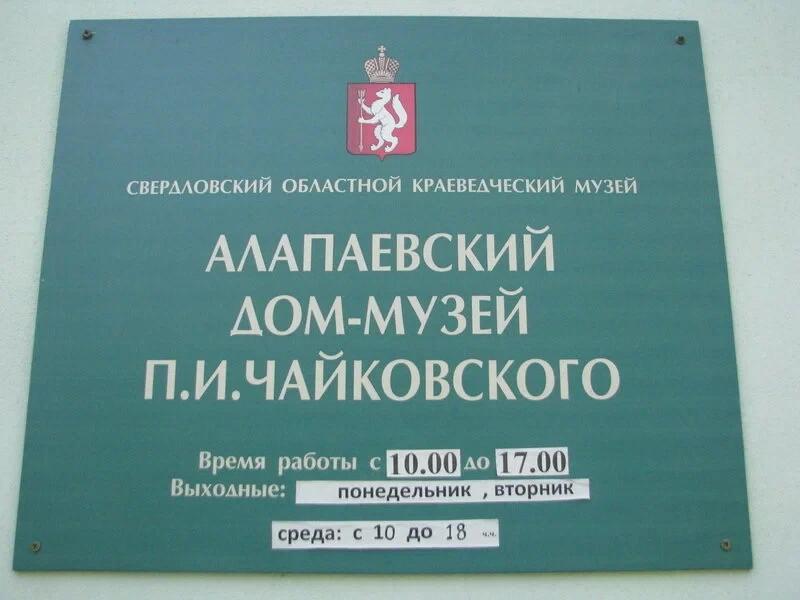 СВЕРДЛОВСКИЙ ОБЛАСТНОЙ КРАЕВЕДЧЕСКИЙ МУЗЕЙ
АЛАПАЕВСКИЙ
ДОМ-МУЗЕЙ
П.И.ЧАЙКОВСКОГО
Время работы с 10.00 до 17.00
Выходные: понедельник , вторник
среда: с 10 до 18 ч.ч.